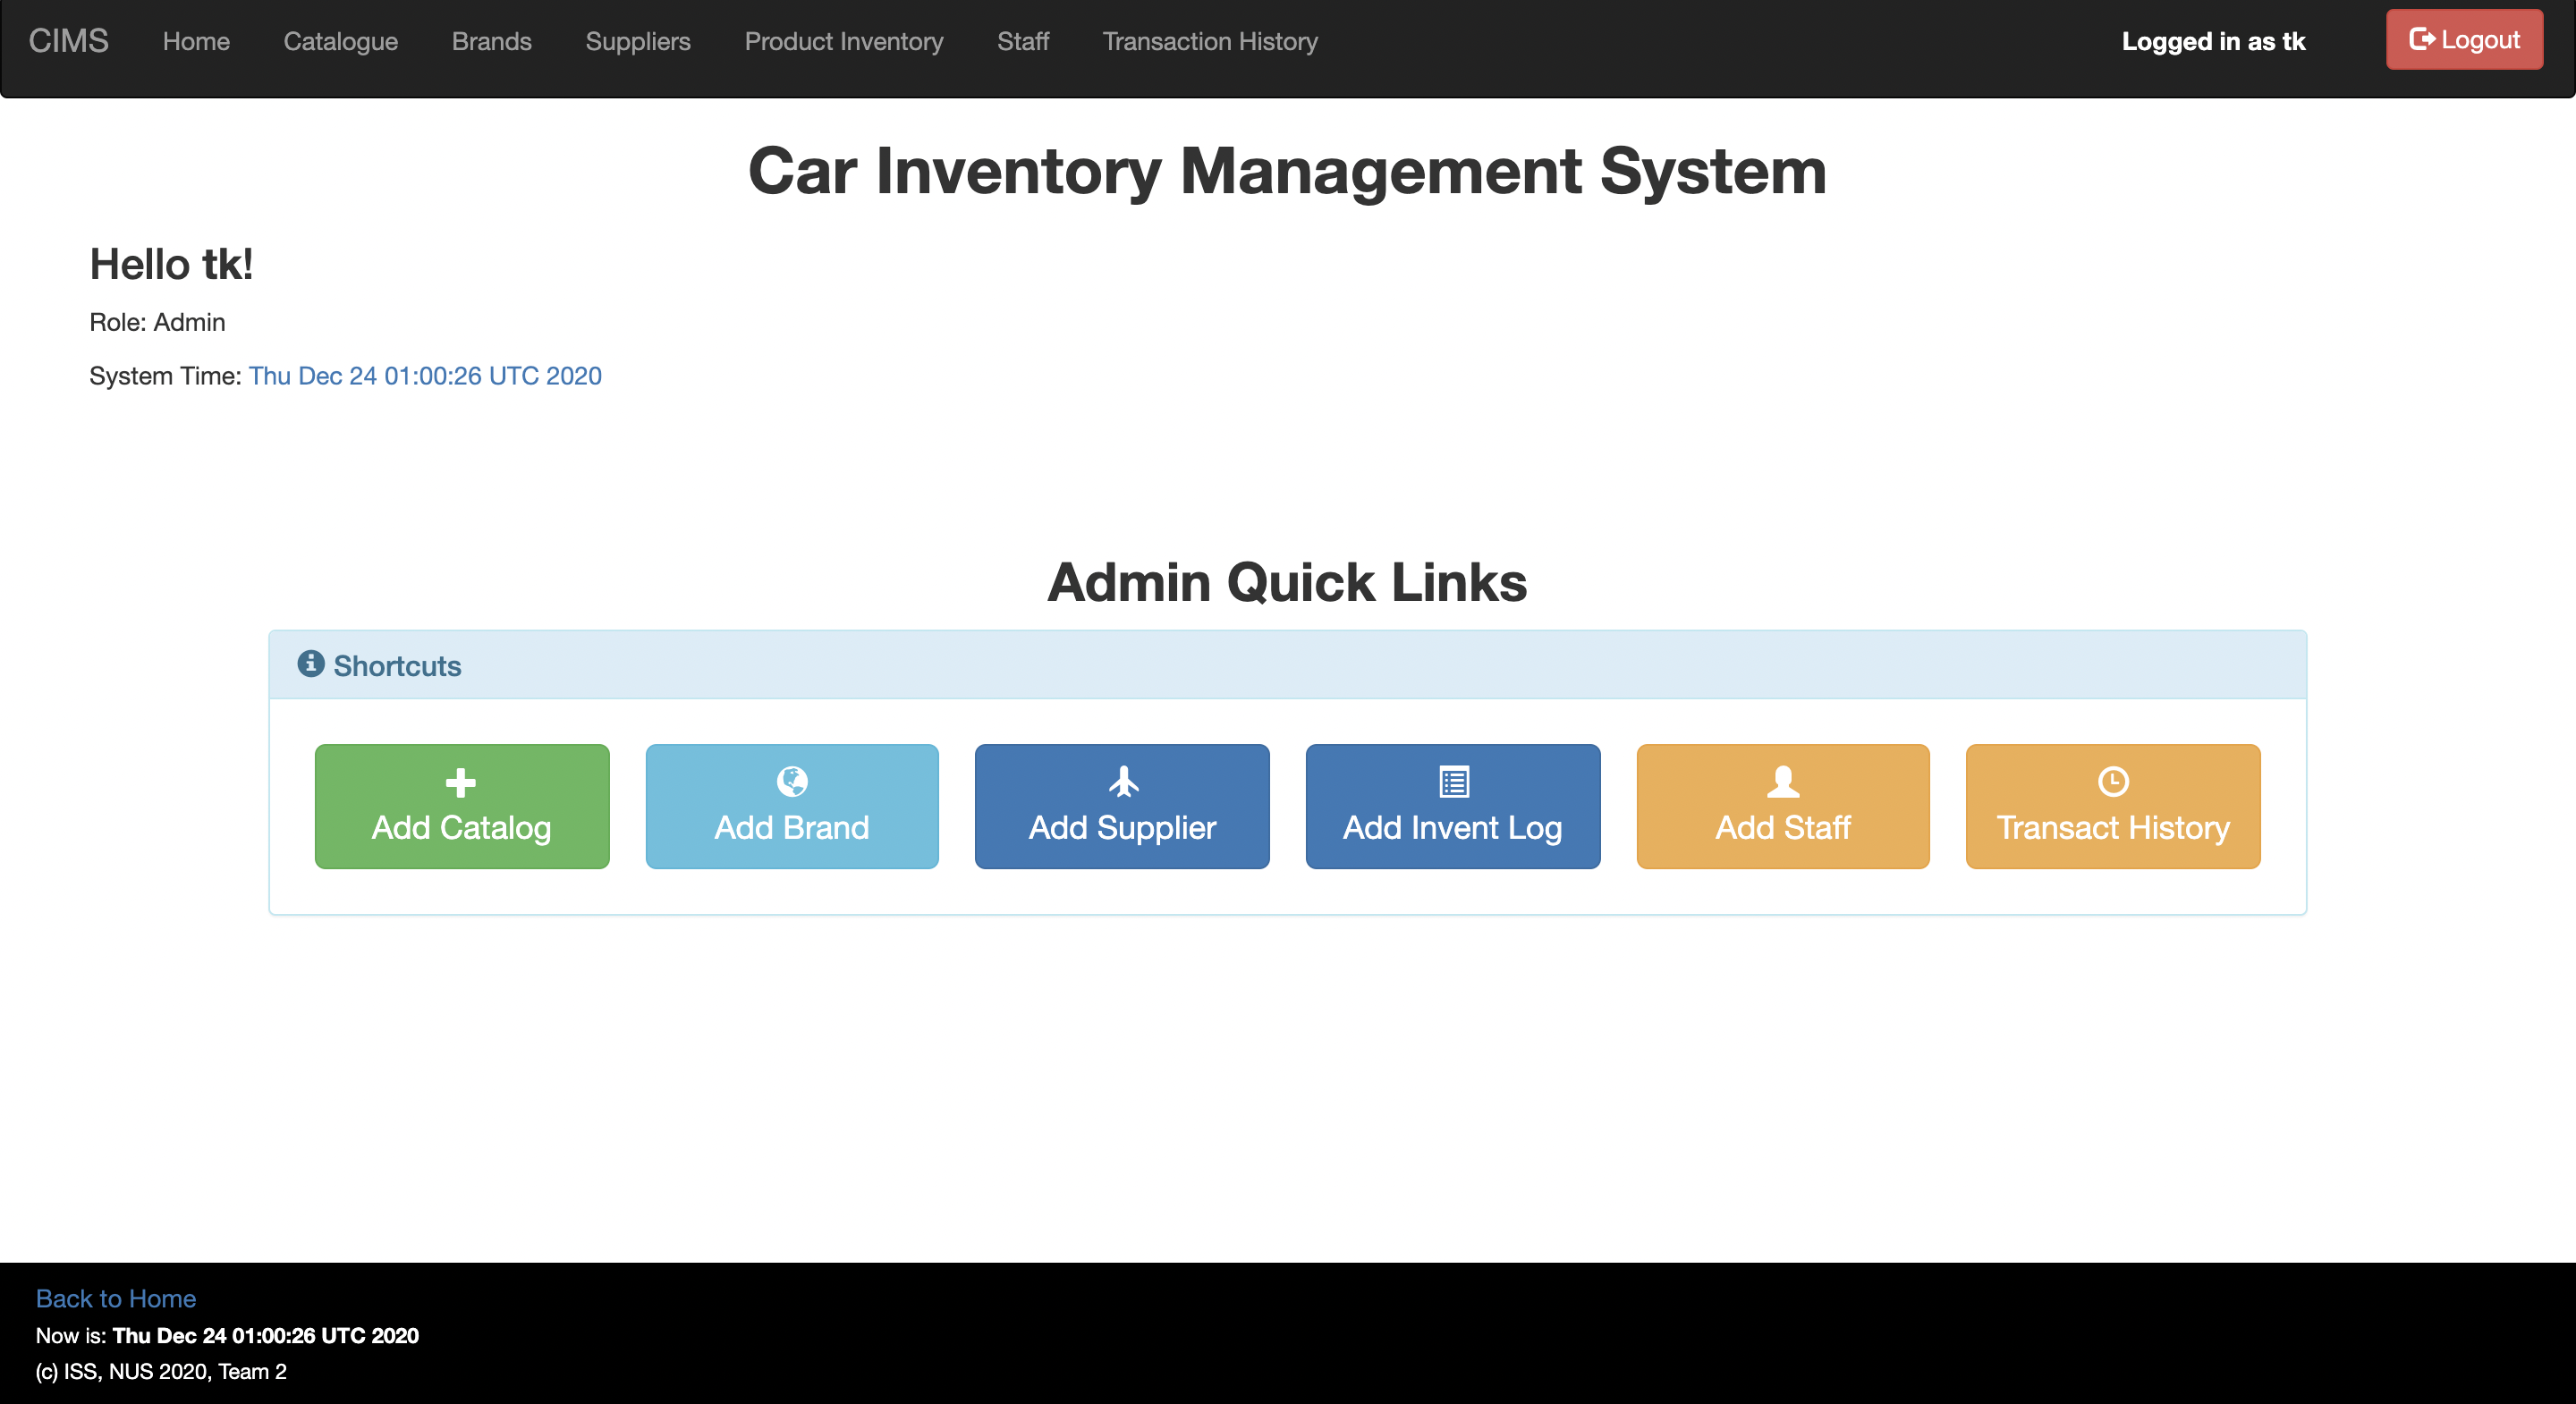 CIMS Home Catalogue Brands Suppliers Product Inventory Staff Transaction History Logged in as tk Logout
Car Inventory Management System
Hello tk!
Role: Admin
System Time: Thu Dec 24 01:00:26 UTC 2020
Admin Quick Links
Shortcuts
Add Catalog Add Brand Add Supplier Add Invent Log Add Staff Transact History
Back to Home
Now is: Thu Dec 24 01:00:26 UTC 2020
(c) ISS, NUS 2020, Team 2